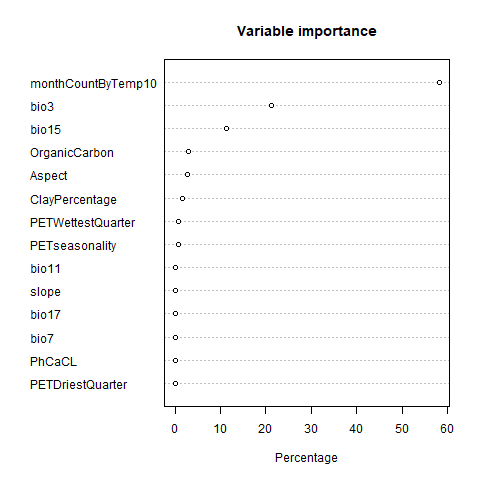 Variable importance
monthCountByTemp10
bio3
bio15
OrganicCarbon
Aspect
ClayPercentage
PETWettestQuarter
PETseasonality
bio11
slope
bio17
bio7
PhCaCL
PETDriestQuarter
0 10 20 30 40 50 60
Percentage